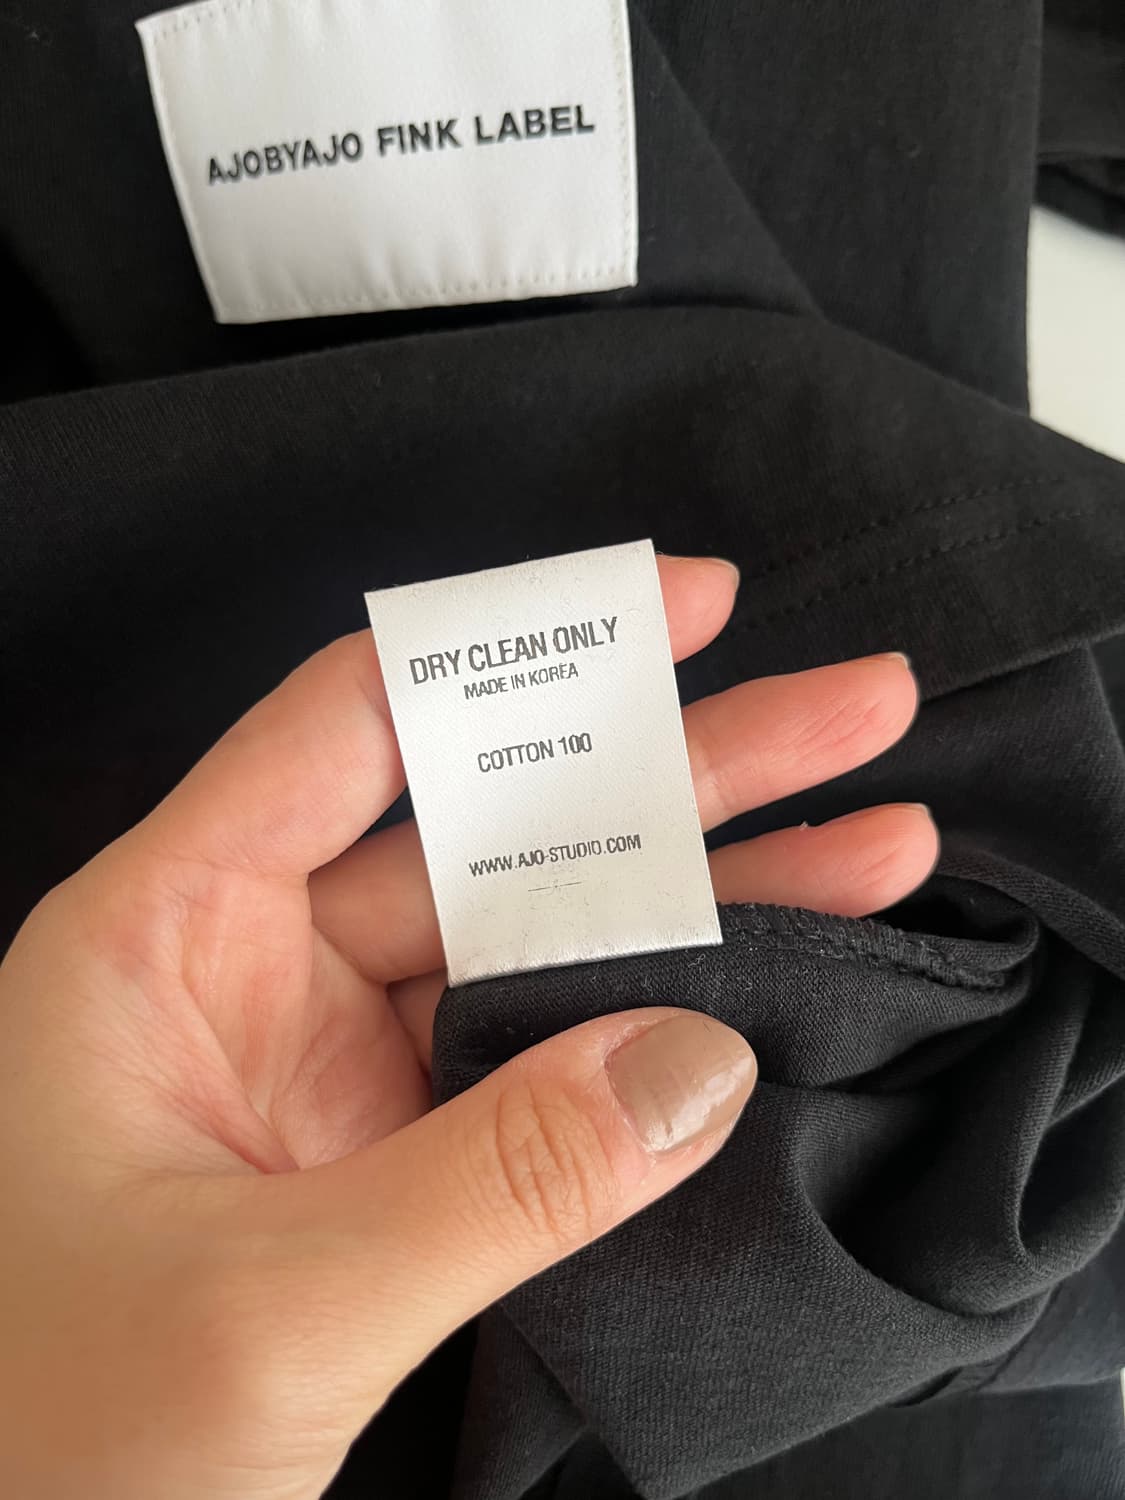 AJOBYAJO FINK LABEL
DRY CLEAN ONLY
MADE IN KOREA
COTTON 100
WWW.AJO-STUDIO.COM